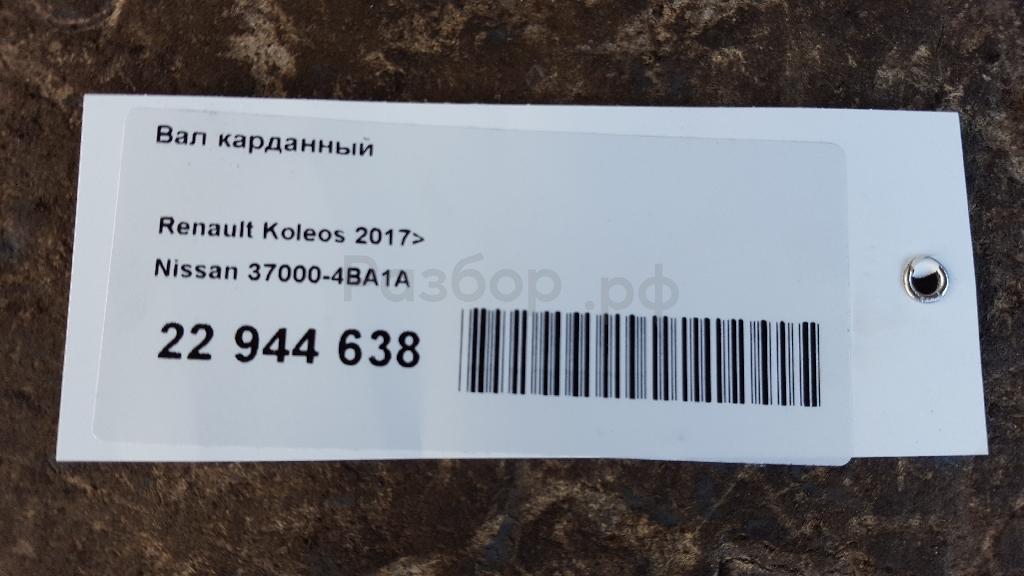 Вал карданный
Renault Koleos 2017>
Nissan 37000-4BA1A
Разбор.рф
22 944 638